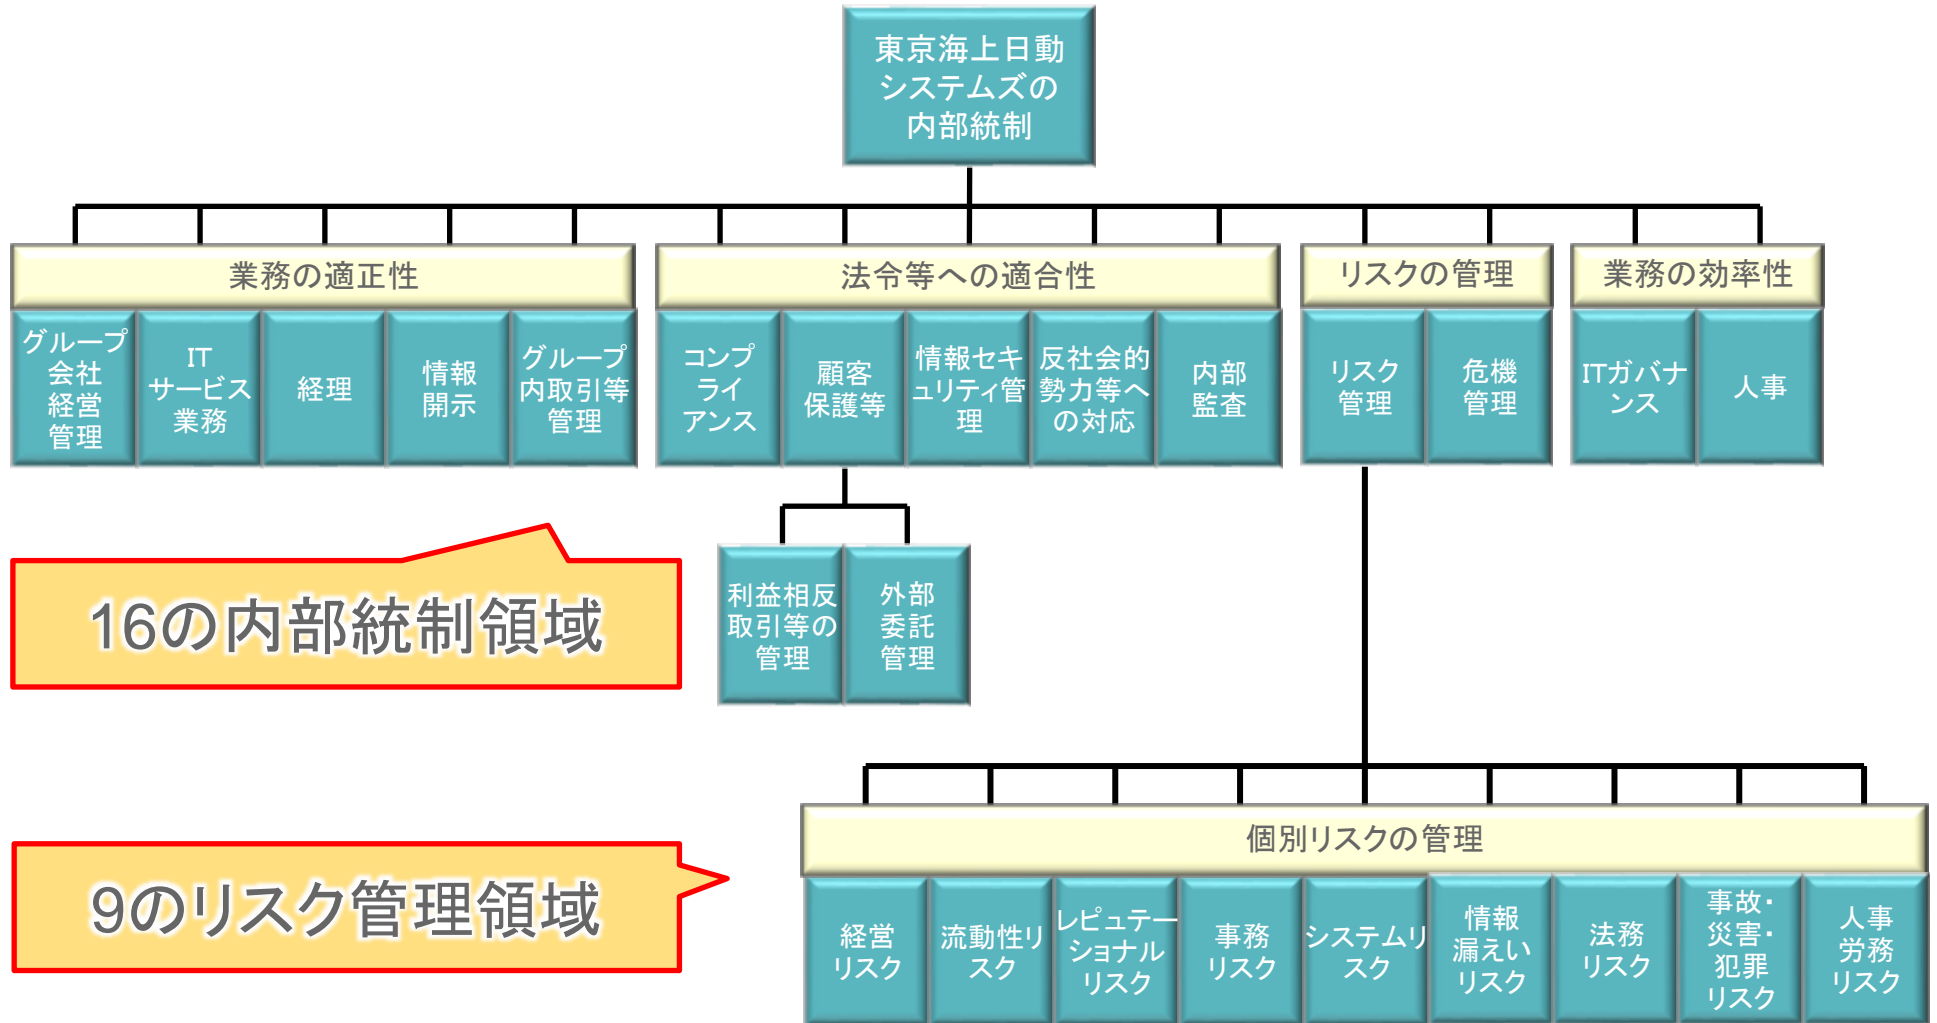 東京海上日動
システムズの
内部統制
業務の適正性
法令等への適合性
リスクの管理
業務の効率性
グループ
会社
経営
管理
IT
サービス
業務
経理
情報
開示
グループ
内取引等
管理
コンプ
ライ
アンス
顧客
保護等
情報セキ
ュリティ管
理
反社会的
勢力等へ
の対応
内部
監査
リスク
管理
危機
管理
ITガバナ
ンス
人事
利益相反
取引等の
管理
外部
委託
管理
16の内部統制領域
個別リスクの管理
9のリスク管理領域
経営
リスク
流動性リ
スク
レピュテー
ショナル
リスク
事務
リスク
システムリ
スク
情報
漏えい
リスク
法務
リスク
事故・
災害・
犯罪
リスク
人事
労務
リスク